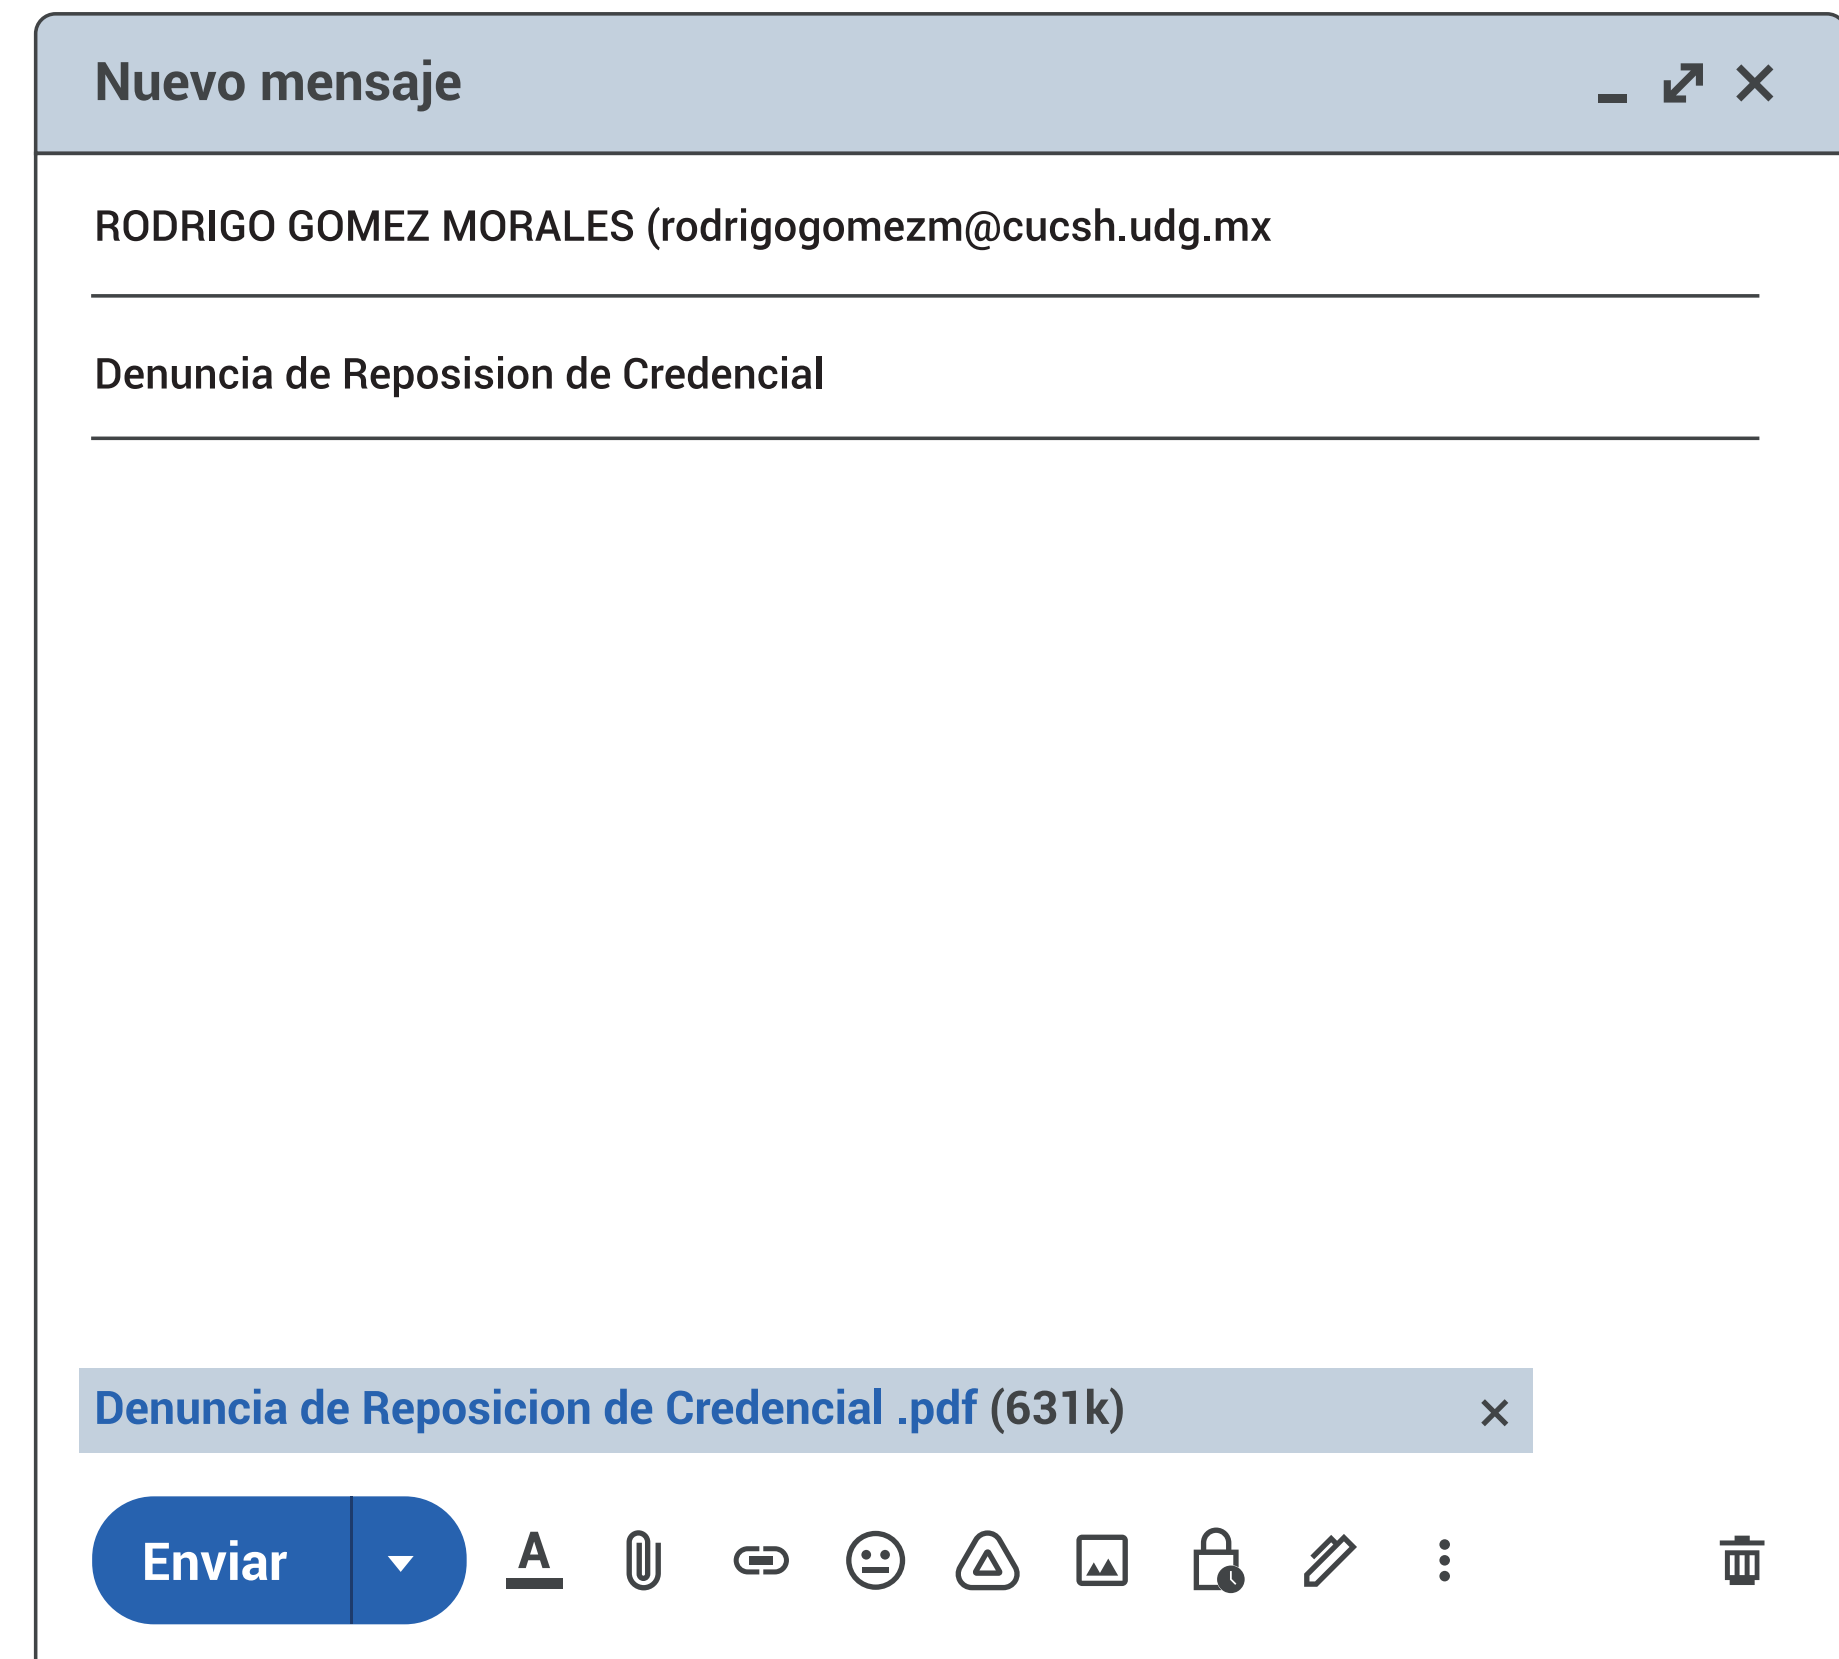 Nuevo mensaje
RODRIGO GOMEZ MORALES (rodrigogomezm@cucsh.udg.mx
Denuncia de Reposision de Credencial
Denuncia de Reposicion de Credencial .pdf (631k)
Enviar
A